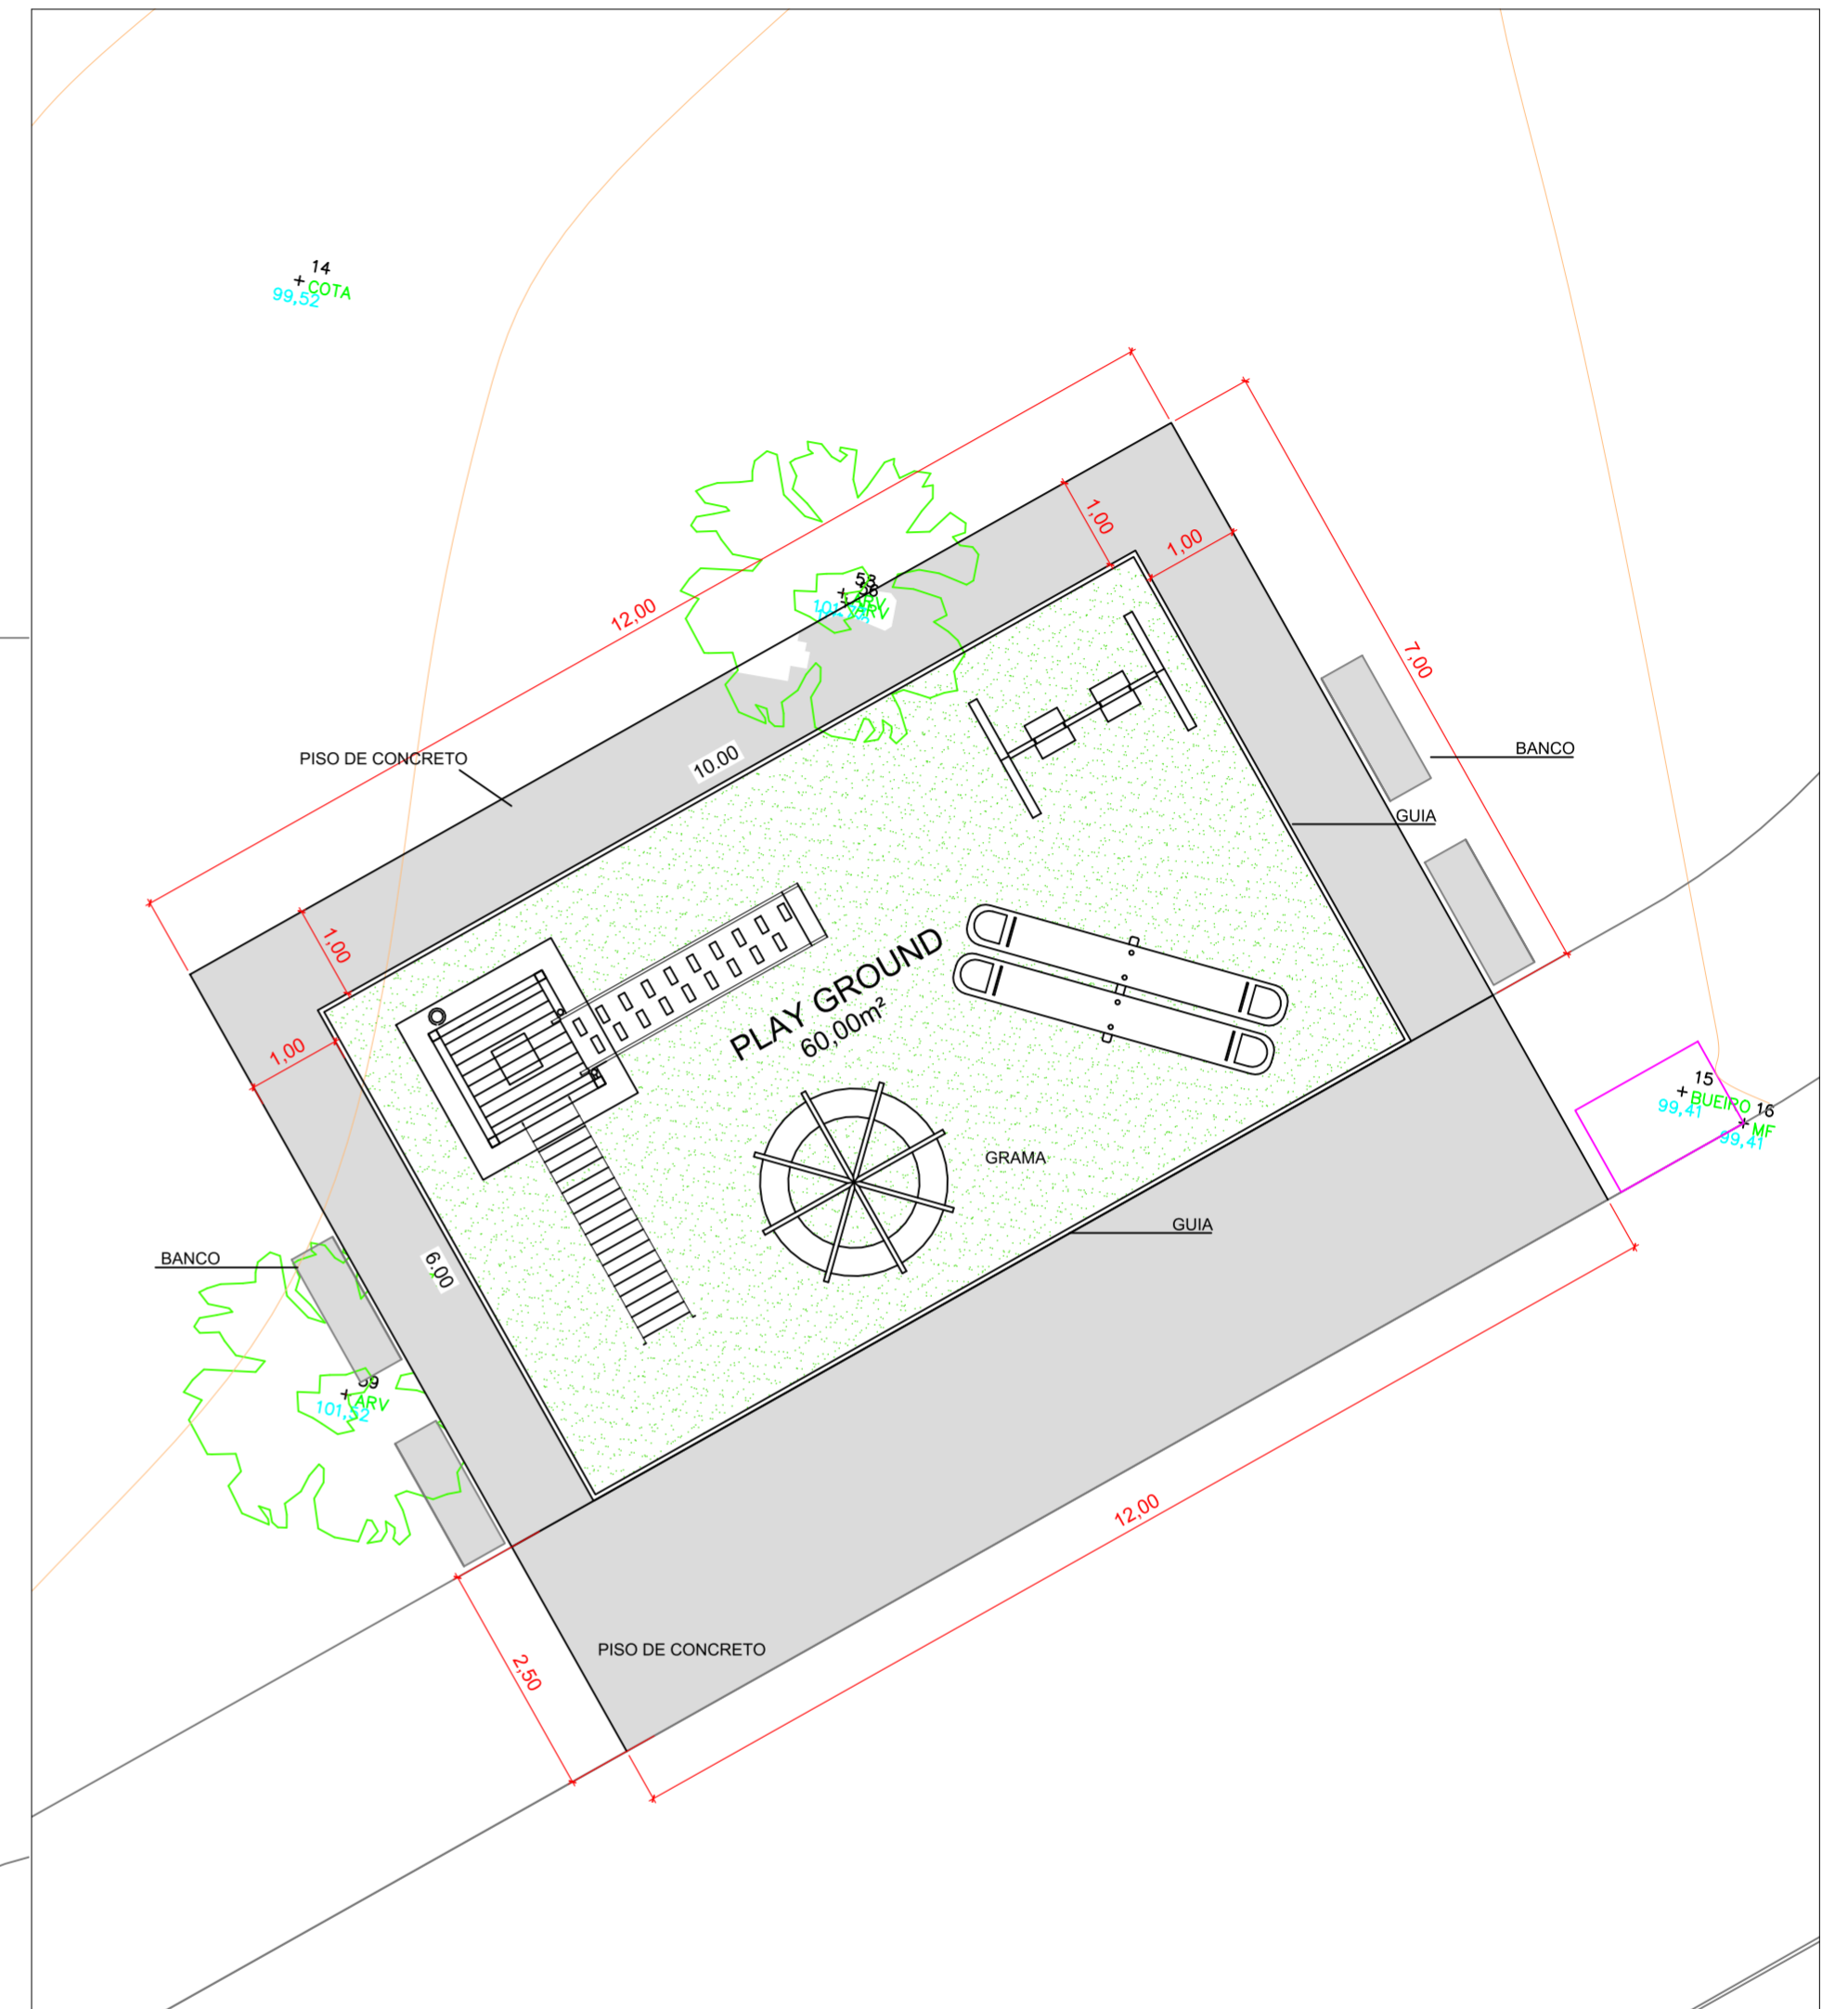 14
COTA
99,52
12,00
1,00
1,00
58
ARV
7,00
10.00
PISO DE CONCRETO
BANCO
GUIA
1,00
1,00
PLAY GROUND
60,00m²
15
BUEIRO
99,41
16
MF
99,41
GRAMA
GUIA
6.00
BANCO
ARV
101,52
12,00
2,50
PISO DE CONCRETO